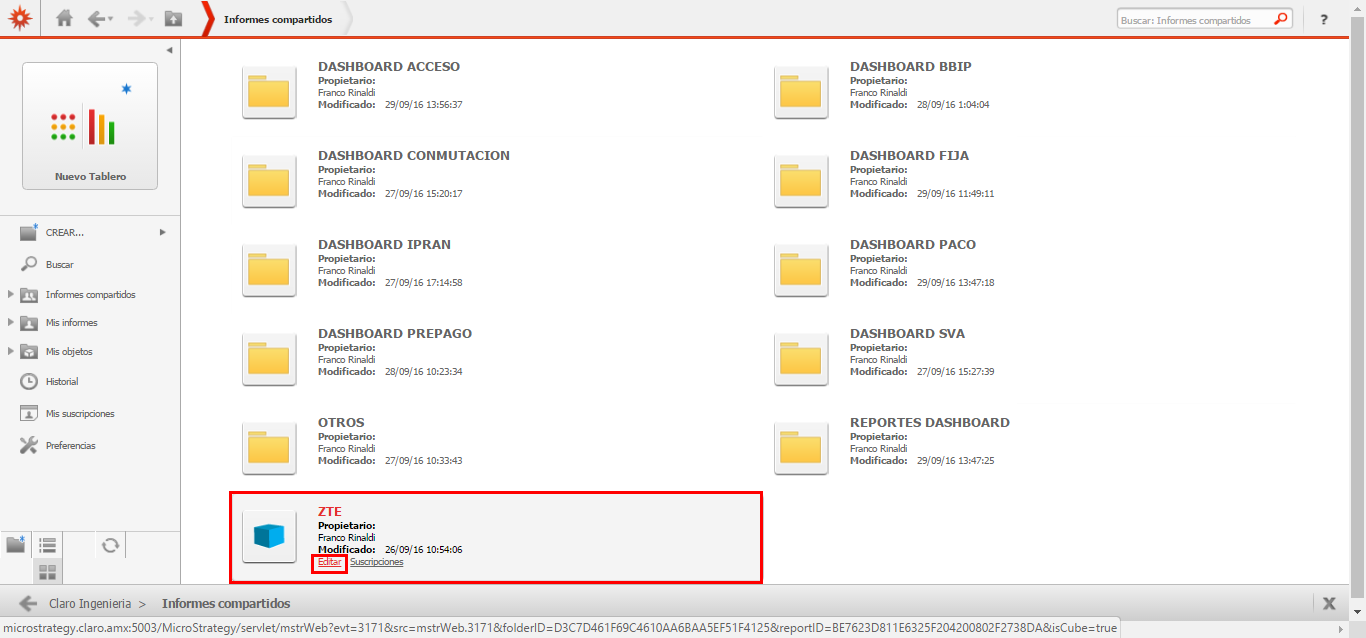 Informes compartidos
Buscar: Informes compartidos
?
Nuevo Tablero
CREAR...
Buscar
Informes compartidos
Mis informes
Mis objetos
Historial
Mis suscripciones
Preferencias
DASHBOARD ACCESO
Propietario:
Franco Rinaldi
Modificado: 29/09/16 13:56:37
DASHBOARD BBIP
Propietario:
Franco Rinaldi
Modificado: 28/09/16 1:04:04
DASHBOARD CONMUTACION
Propietario:
Franco Rinaldi
Modificado: 27/09/16 15:20:17
DASHBOARD FIJA
Propietario:
Franco Rinaldi
Modificado: 29/09/16 11:49:11
DASHBOARD IPRAN
Propietario:
Franco Rinaldi
Modificado: 27/09/16 17:14:58
DASHBOARD PACO
Propietario:
Franco Rinaldi
Modificado: 29/09/16 13:47:18
DASHBOARD PREPAGO
Propietario:
Franco Rinaldi
Modificado: 28/09/16 10:23:34
DASHBOARD SVA
Propietario:
Franco Rinaldi
Modificado: 27/09/16 15:27:39
OTROS
Propietario:
Franco Rinaldi
Modificado: 27/09/16 10:33:43
REPORTES DASHBOARD
Propietario:
Franco Rinaldi
Modificado: 29/09/16 13:47:25
ZTE
Propietario:
Franco Rinaldi
Modificado: 26/09/16 10:54:06
Editar Suscripciones
Claro Ingenieria > Informes compartidos
microstrategy.claro.amx:5003/MicroStrategy/servlet/mstrWeb?evt=3171&src=mstrWeb.3171&folderID=D3C7D461F69C4610AA6BAA5EF51F4125&reportID=BE7623D811E6325F204200802F2738DA&isCube=true